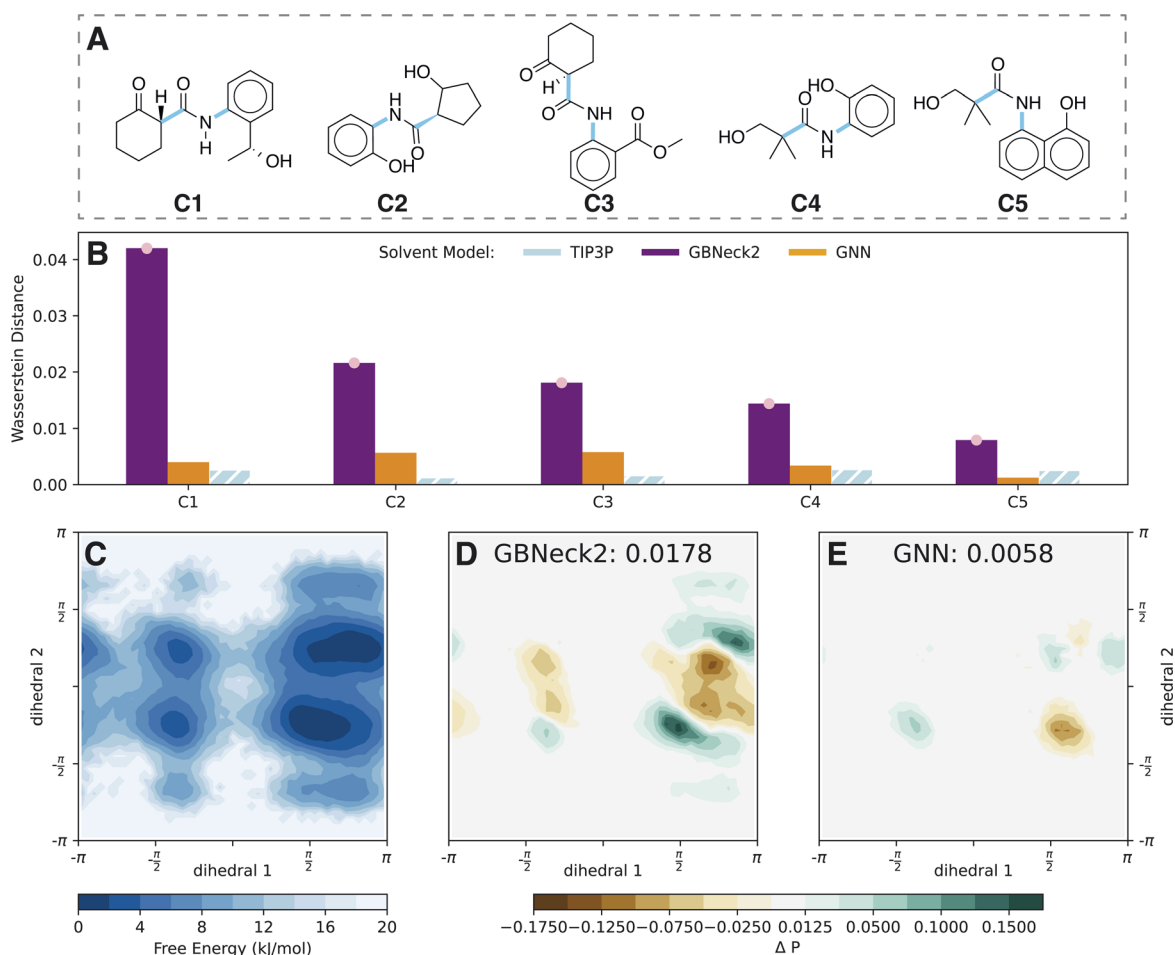 A
O
H
O
N
H
OH
C1
HO
H
N
O
OH
C2
O
H
O
NH
O
O
C3
HO
O
HO
N
H
C4
O
HO
NH
OH
C5
B
Solvent Model: TIP3P GBNeck2 GNN
Wasserstein Distance
0.04
0.03
0.02
0.01
0.00
C1 C2 C3 C4 C5
C
D GBNeck2: 0.0178
E GNN: 0.0058
π
π/2
-π/2
-π
dihedral 2
-π -π/2 π/2 π
dihedral 1
-π -π/2 π/2 π
dihedral 1
-π -π/2 π/2 π
dihedral 1
π
π/2
-π/2
-π
dihedral 2
0 4 8 12 16 20
Free Energy (kJ/mol)
−0.1750 −0.1250 −0.0750 −0.0250 0.0125 0.0500 0.1000 0.1500
Δ P